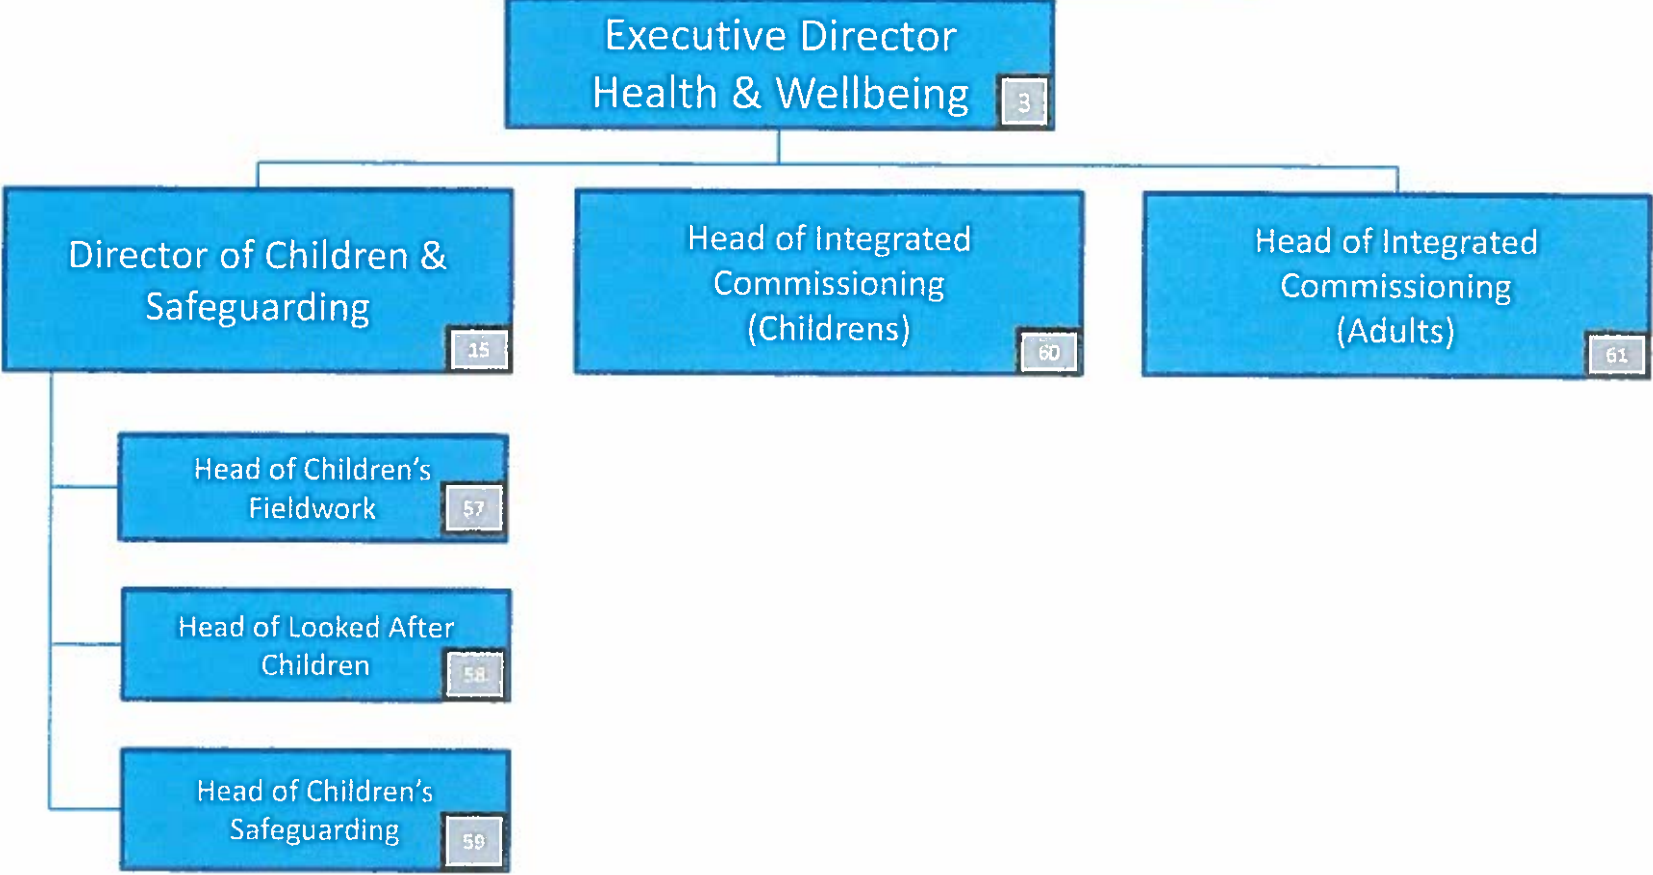 Executive Director
Health & Wellbeing
3
Director of Children &
Safeguarding
15
Head of Integrated
Commissioning
(Childrens)
60
Head of Integrated
Commissioning
(Adults)
61
Head of Children's
Fieldwork
57
Head of Looked After
Children
58
Head of Children's
Safeguarding
59